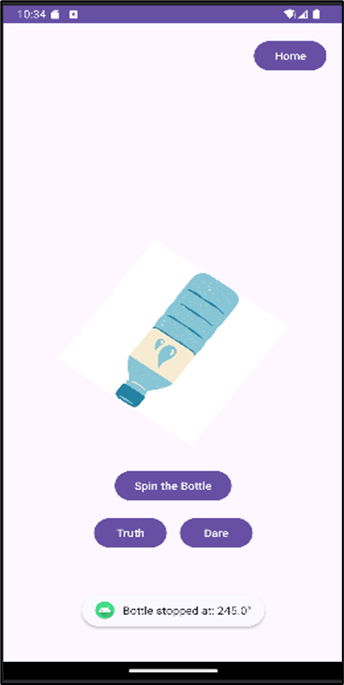 10:34
Home
Spin the Bottle
Truth Dare
Bottle stopped at: 245.0°